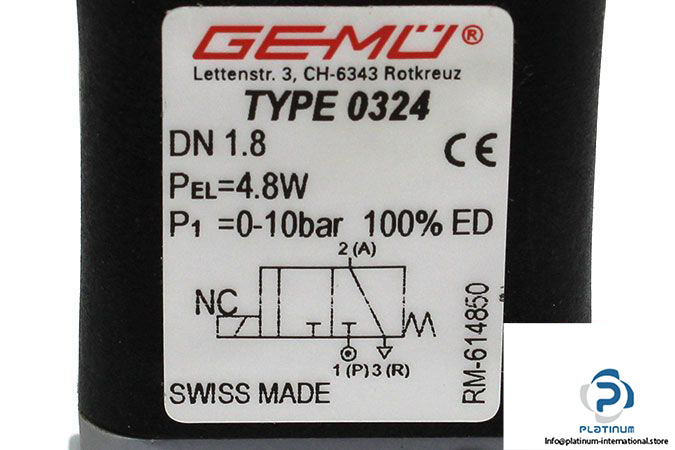 GEMÜ®
Lettenstr. 3, CH-6343 Rotkreuz
TYPE 0324
DN 1.8
CE
PEL=4.8W
P1 =0-10bar 100% ED
2 (A)
NC
1 (P) 3 (R)
SWISS MADE
RM-614850
PLATINUM
info@platinum-international.store